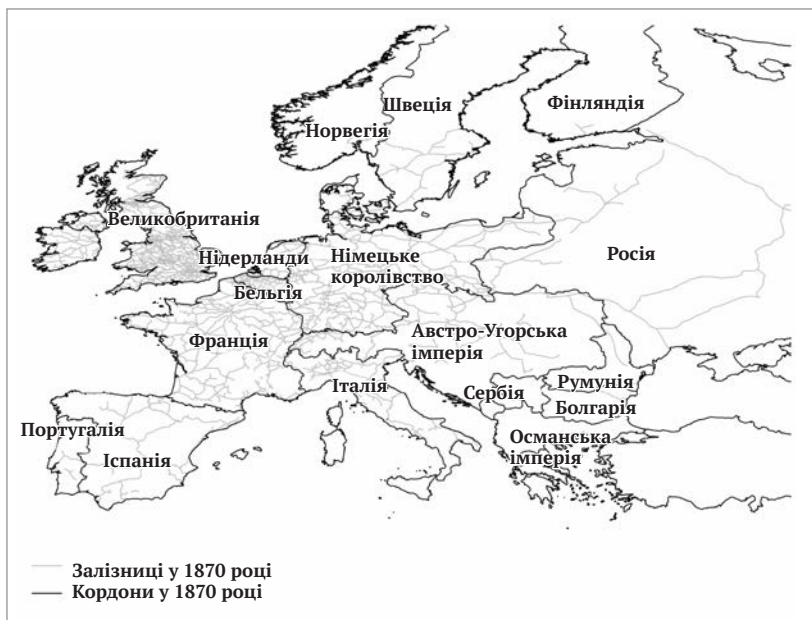 Швеція
Фінляндія
Норвегія
Великобританія
Нідерланди
Німецьке
королівство
Бельгія
Росія
Франція
Австро-Угорська
імперія
Італія
Сербія
Румунія
Болгарія
Португалія
Іспанія
Османська
імперія
Залізниці у 1870 році
Кордони у 1870 році